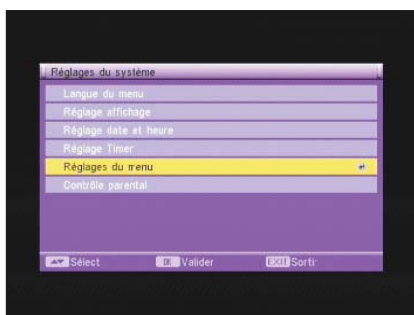 Réglages du système
Langue du menu
Réglage affichage
Réglage date et heure
Réglage Timer
Réglages du menu
Contrôle parental
Sélect OK Valider EXIT Sorti